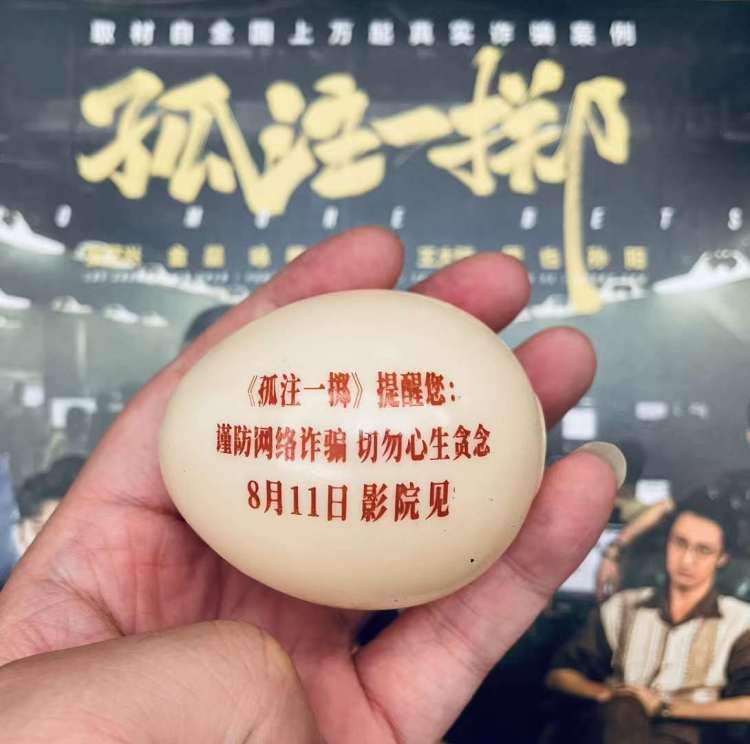 取材自全国上万起真实诈骗案例
孤注一掷
NO MORE BETS
《孤注一掷》提醒您:
谨防网络诈骗 切勿心生贪念
8月11日 影院见